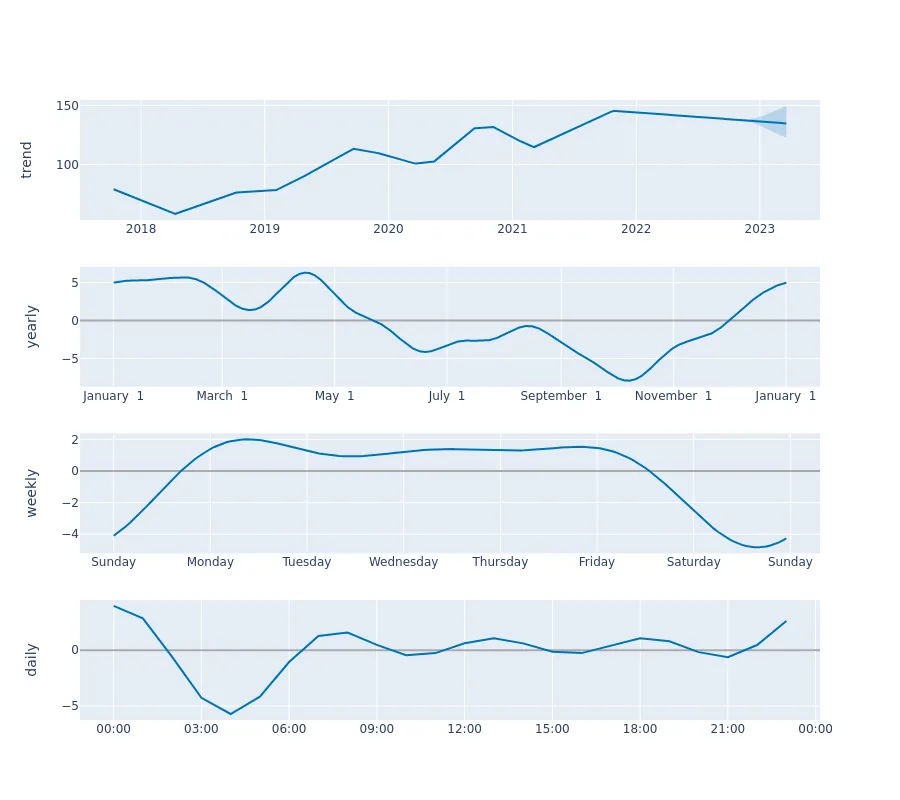 trend
150
100
2018 2019 2020 2021 2022 2023
yearly
5
0
−5
January 1 March 1 May 1 July 1 September 1 November 1 January 1
weekly
2
0
−2
−4
Sunday Monday Tuesday Wednesday Thursday Friday Saturday Sunday
daily
0
−5
00:00 03:00 06:00 09:00 12:00 15:00 18:00 21:00 00:00